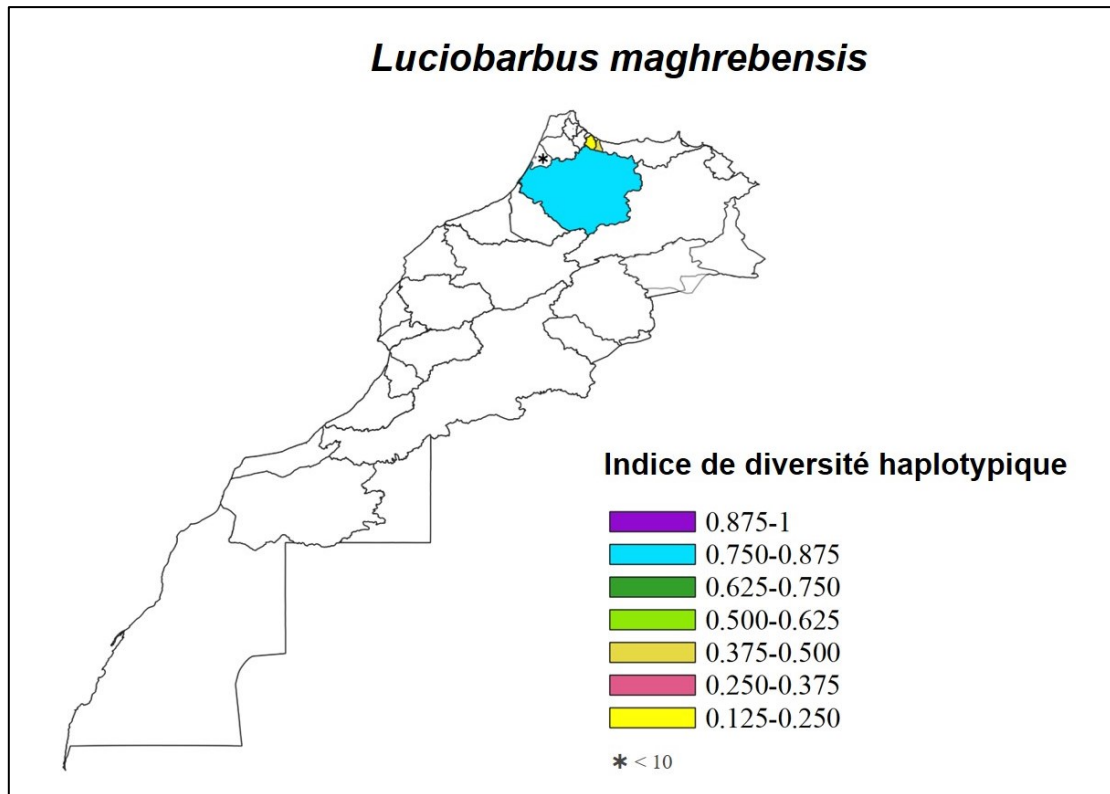 Luciobarbus maghrebensis
*
Indice de diversité haplotypique
0.875-1
0.750-0.875
0.625-0.750
0.500-0.625
0.375-0.500
0.250-0.375
0.125-0.250
* < 10